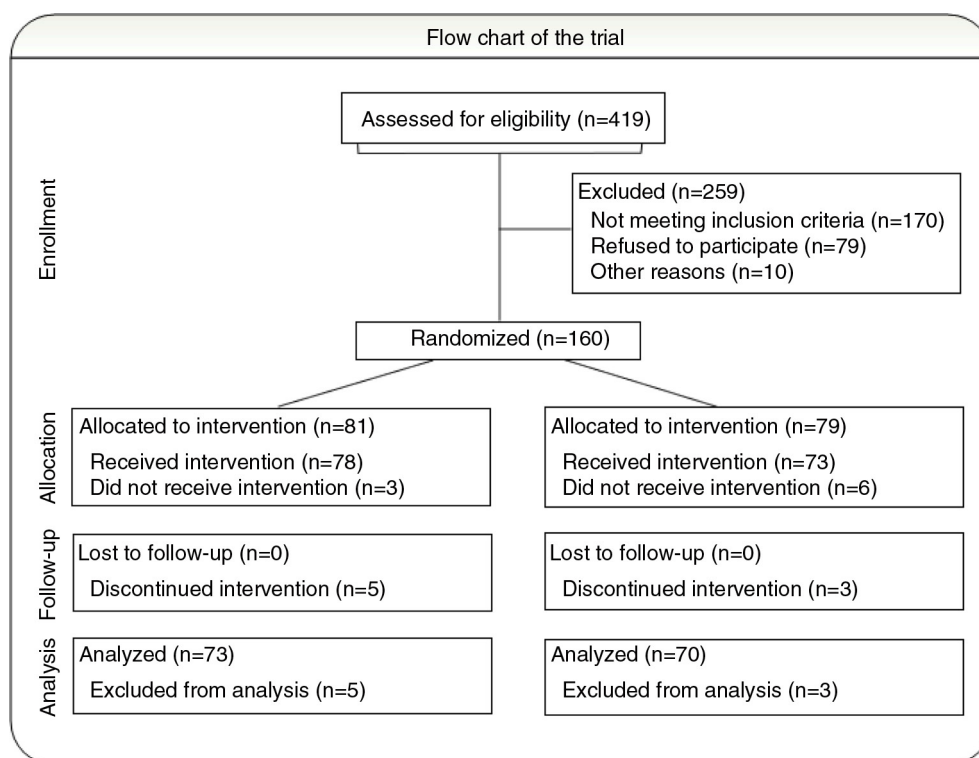 Flow chart of the trial
Assessed for eligibility (n=419)
Enrollment
Excluded (n=259)
Not meeting inclusion criteria (n=170)
Refused to participate (n=79)
Other reasons (n=10)
Randomized (n=160)
Allocation
Allocated to intervention (n=81)
Received intervention (n=78)
Did not receive intervention (n=3)
Allocated to intervention (n=79)
Received intervention (n=73)
Did not receive intervention (n=6)
Follow-up
Lost to follow-up (n=0)
Discontinued intervention (n=5)
Lost to follow-up (n=0)
Discontinued intervention (n=3)
Analysis
Analyzed (n=73)
Excluded from analysis (n=5)
Analyzed (n=70)
Excluded from analysis (n=3)